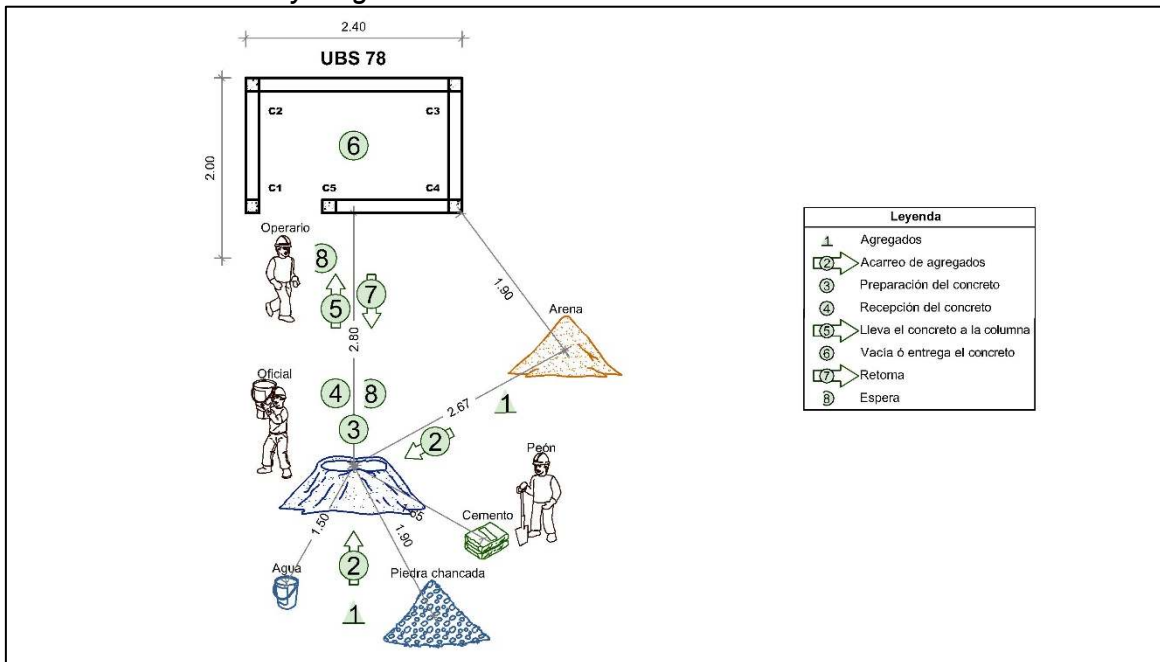 2.40
UBS 78
C2
C3
6
2.00
C1
C5
C4
Operario
8
5
7
1.90
Arena
2.80
Oficial
4
8
2.67
1
3
2
Peón
Cemento
1.50
1.90
2
Agua
Piedra chancada
1
Leyenda
1 Agregados
2 Acarreo de agregados
3 Preparación del concreto
4 Recepción del concreto
5 Lleva el concreto a la columna
6 Vacía ó entrega el concreto
7 Retorna
8 Espera